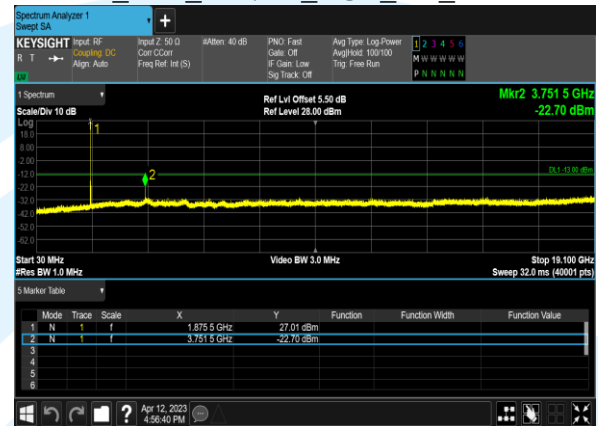 Spectrum Analyzer 1
Swept SA
KEYSIGHT
R T
LXI
Input: RF
Coupling: DC
Align: Auto
Input Z: 50 Ω
Corr CCorr
Freq Ref: Int (S)
#Atten: 40 dB
PNO: Fast
Gate: Off
IF Gain: Low
Sig Track: Off
Avg Type: Log-Power
Avg|Hold: 100/100
Trig: Free Run
1 2 3 4 5 6
M W W W W W
P N N N N N
1 Spectrum
Scale/Div 10 dB
Ref Lvl Offset 5.50 dB
Ref Level 28.00 dBm
Mkr2 3.751 5 GHz
-22.70 dBm
Log
18.0
8.00
-2.00
-12.0
-22.0
-32.0
-42.0
-52.0
-62.0
1
2
DL1 -13.00 dBm
Start 30 MHz
#Res BW 1.0 MHz
Video BW 3.0 MHz
Stop 19.100 GHz
Sweep 32.0 ms (40001 pts)
5 Marker Table
Mode Trace Scale X Y Function Function Width Function Value
1 N 1 f 1.875 5 GHz 27.01 dBm
2 N 1 f 3.751 5 GHz -22.70 dBm
3
4
5
6
?
Apr 12, 2023
4:56:40 PM